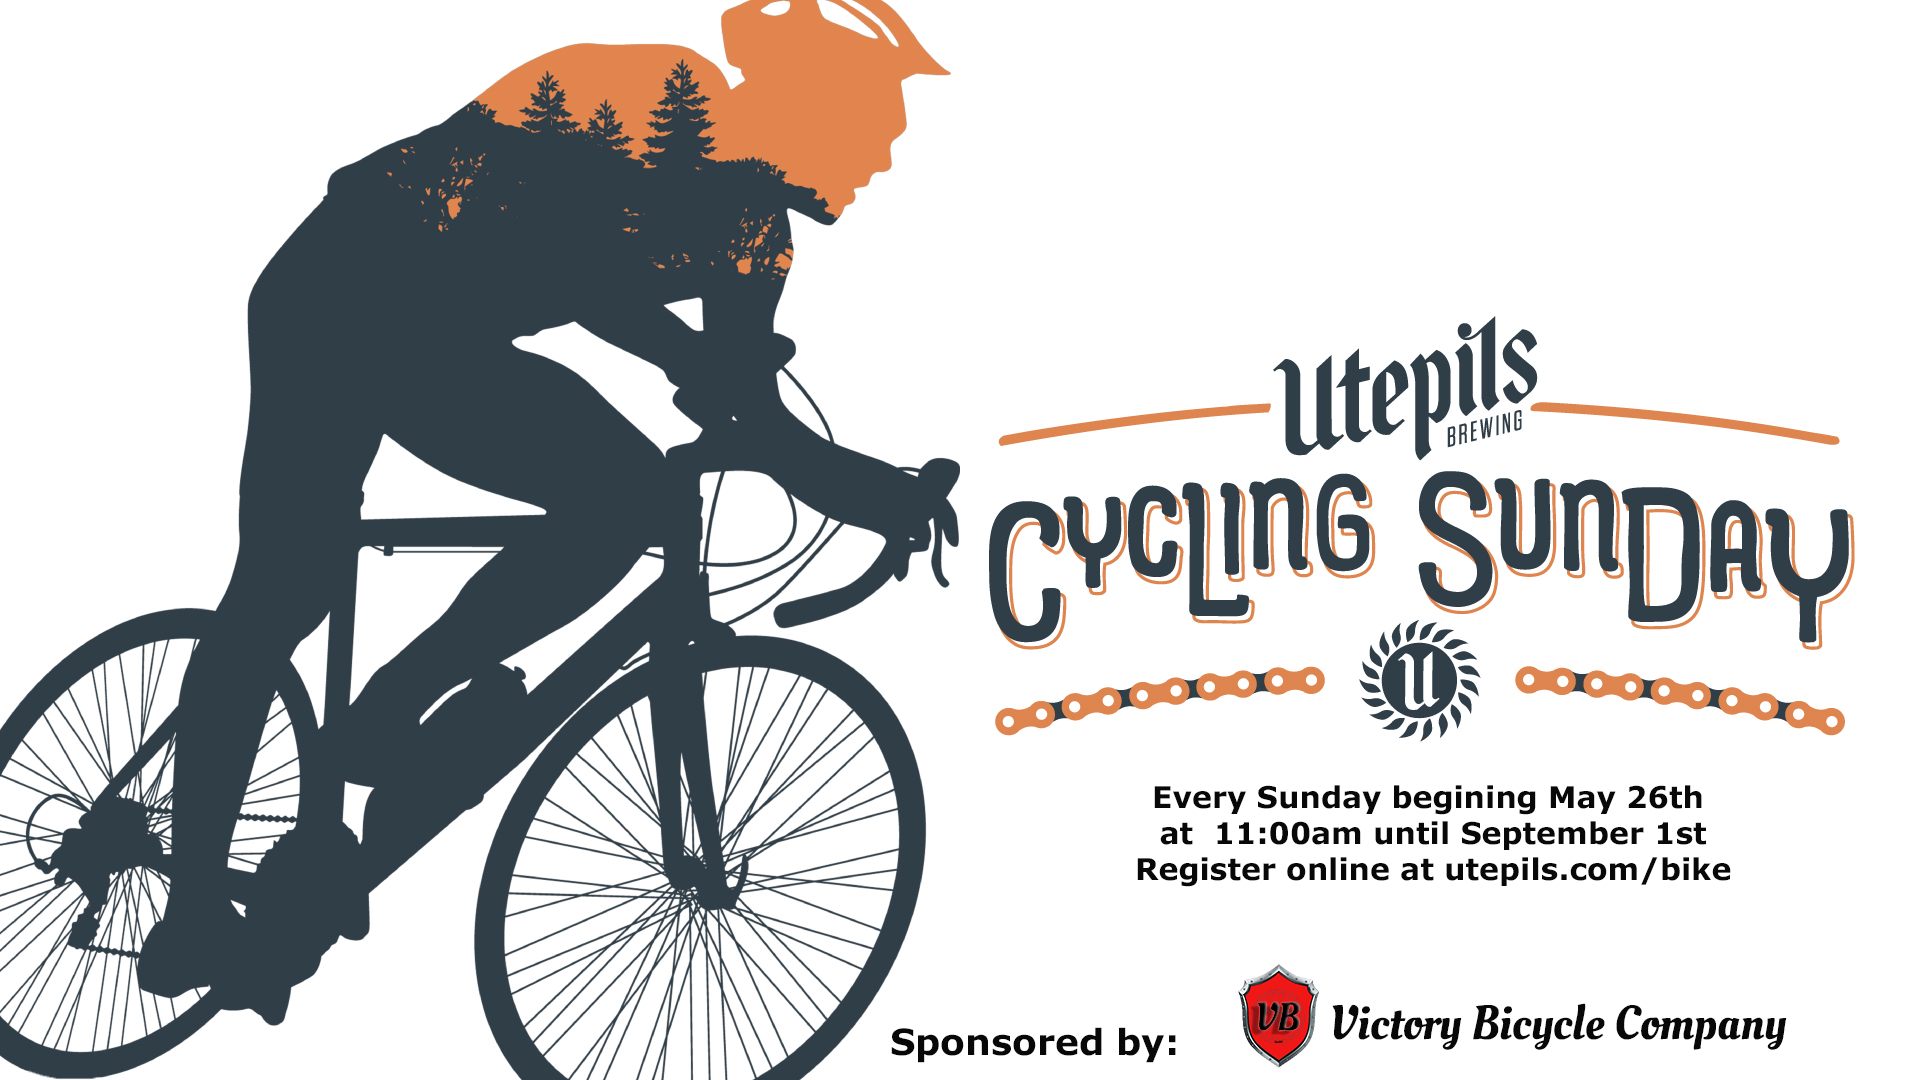 Utepils
BREWING
CYCLING SUNDAY
U
Every Sunday begining May 26th
at 11:00am until September 1st
Register online at utepils.com/bike
Sponsored by:
VB
Victory Bicycle Company